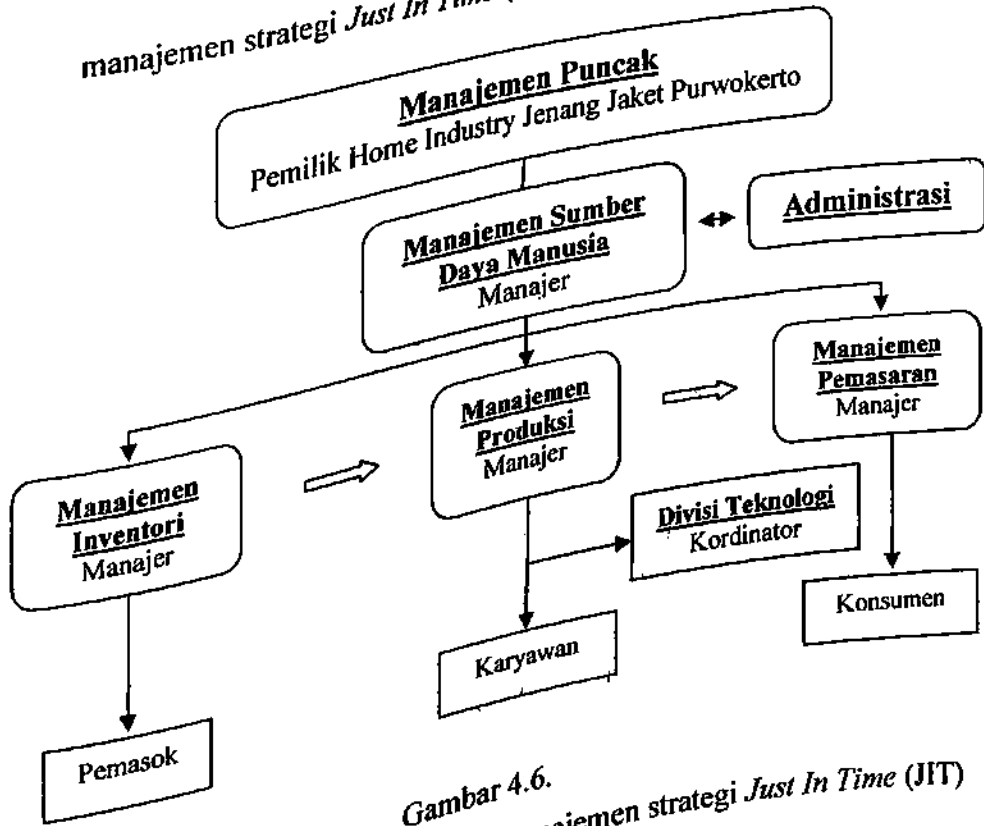 manajemen strategi Just In Time (
Manajemen Puncak
Pemilik Home Industry Jenang Jaket Purwokerto
Manajemen Sumber
Daya Manusia
Manajer
Administrasi
Manajemen
Pemasaran
Manajer
Manajemen
Produksi
Manajer
Manajemen
Inventori
Manajer
Divisi Teknologi
Kordinator
Konsumen
Karyawan
Pemasok
Gambar 4.6.
strategi Just In Time (JIT)